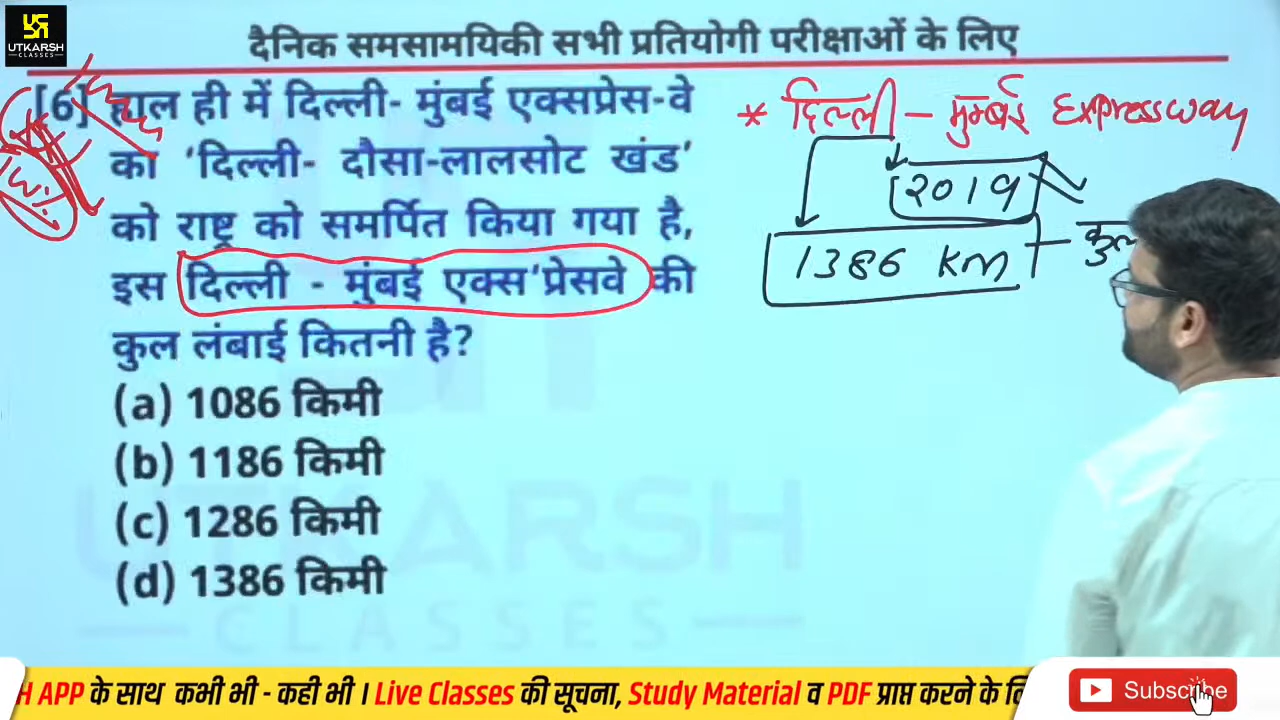 UTKARSH
CLASSES
दैनिक समसामयिकी सभी प्रतियोगी परीक्षाओं के लिए
[6] हाल ही में दिल्ली- मुंबई एक्सप्रेस-वे
का ‘दिल्ली- दौसा-लालसोट खंड’
को राष्ट्र को समर्पित किया गया है,
इस दिल्ली - मुंबई एक्स'प्रेसवे की
कुल लंबाई कितनी है?
(a) 1086 किमी
(b) 1186 किमी
(c) 1286 किमी
(d) 1386 किमी
* दिल्ली - मुम्बई Expressway
2019
1386 km - कुल
UTKARSH
CLASSES
H APP के साथ कभी भी - कही भी । Live Classes की सूचना, Study Material व PDF प्राप्त करने के
Subscribe